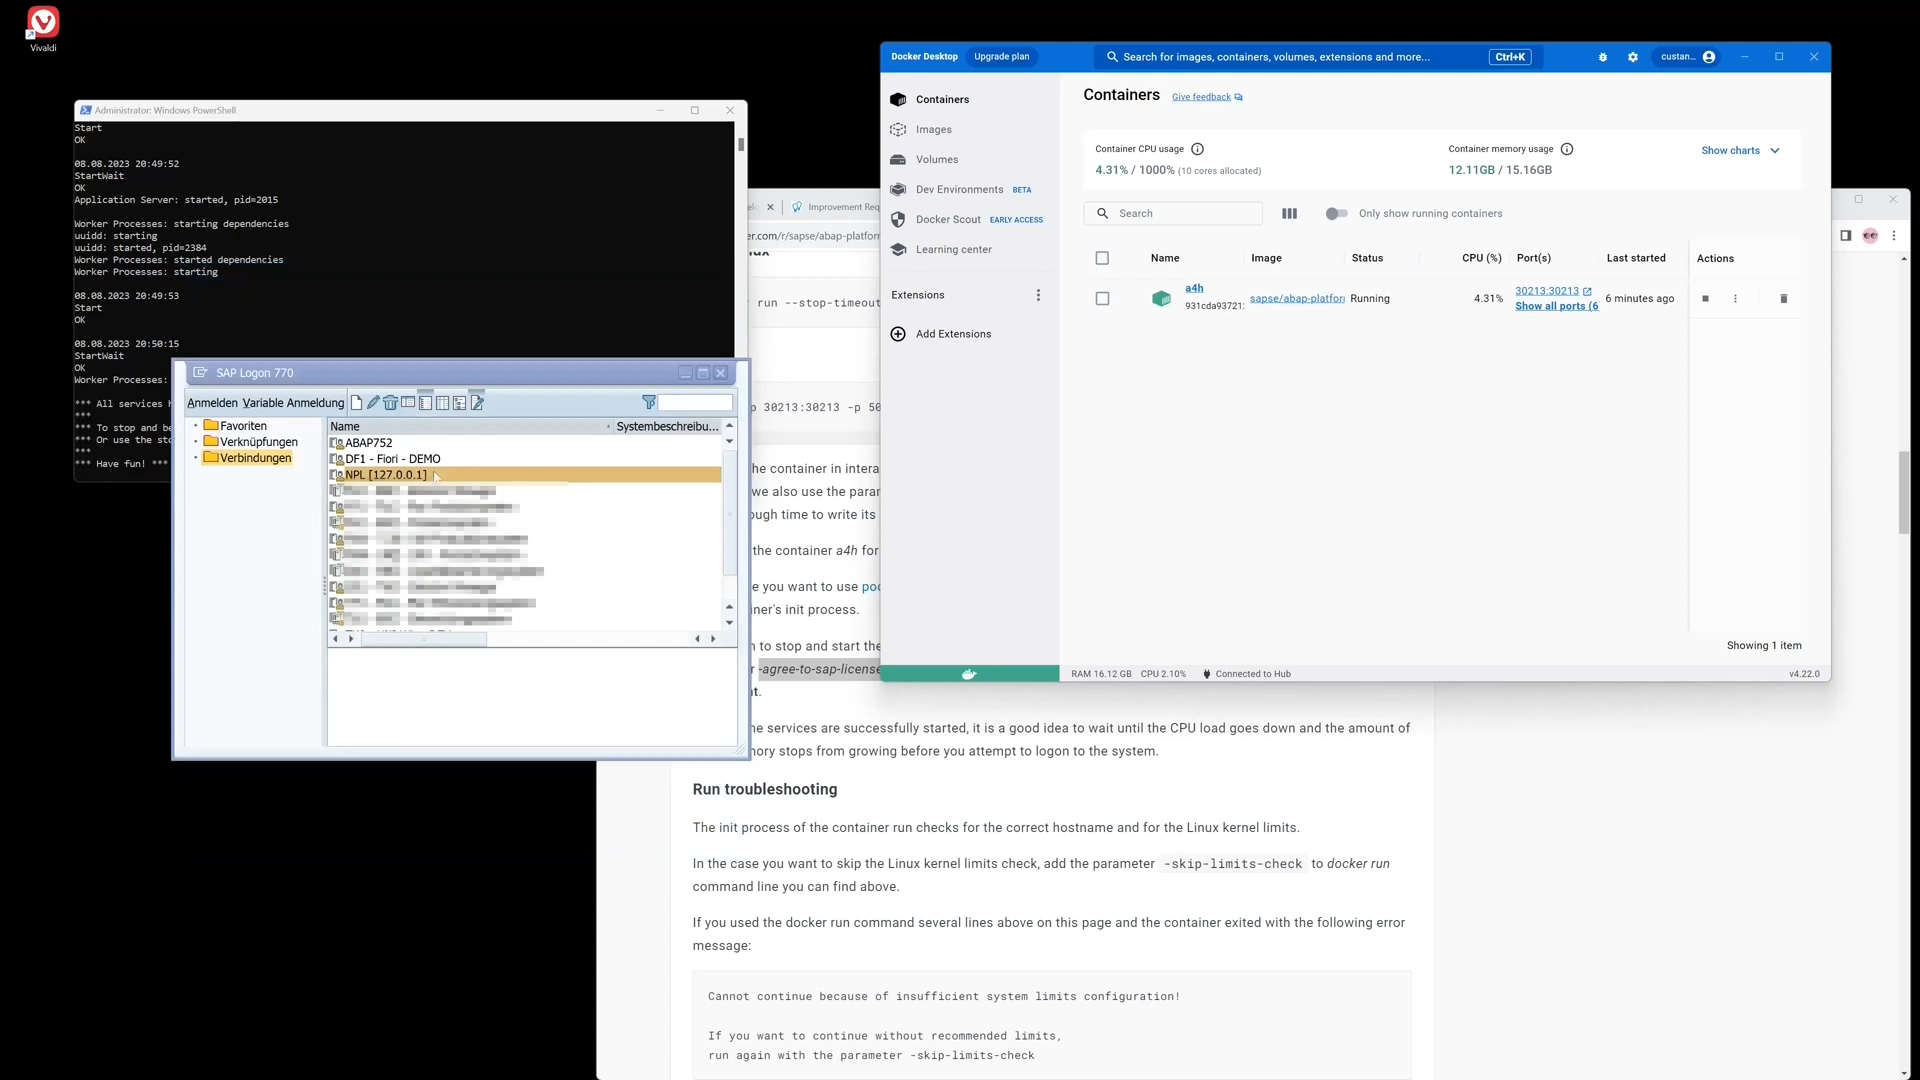 Vivaldi
Administrator: Windows PowerShell
Start
OK
08.08.2023 20:49:52
StartWait
OK
Application Server: started, pid=2015
Worker Processes: starting dependencies
uuidd: starting
uuidd: started, pid=2384
Worker Processes: started dependencies
Worker Processes: starting
08.08.2023 20:49:53
Start
OK
08.08.2023 20:50:15
StartWait
OK
Worker Processes:
*** All services h
***
*** To stop and be
*** Or use the sto
***
*** Have fun! ***
SAP Logon 770
Anmelden Variable Anmeldung
Favoriten
Verknüpfungen
Verbindungen
Name Systembeschreibu...
ABAP752
DF1 - Fiori - DEMO
NPL [127.0.0.1]
Docker Desktop Upgrade plan
Search for images, containers, volumes, extensions and more... Ctrl+K
custan...
Containers
Images
Volumes
Dev Environments BETA
Docker Scout EARLY ACCESS
Learning center
Extensions
Add Extensions
Containers Give feedback
Container CPU usage
4.31% / 1000% (10 cores allocated)
Container memory usage
12.11GB / 15.16GB
Show charts
Search
Only show running containers
Name Image Status CPU (%) Port(s) Last started Actions
a4h
931cda93721:
sapse/abap-platfor
Running
4.31%
30213:30213
Show all ports (6
6 minutes ago
Showing 1 item
RAM 16.12 GB CPU 2.10% Connected to Hub v4.22.0
Improvement Req
er.com/r/sapse/abap-platfor
run --stop-timeout
p 30213:30213 -p 50
he container in intera
we also use the para
ough time to write its
the container a4h for
e you want to use poc
iner's init process.
n to stop and start the
r -agree-to-sap-license
t.
he services are successfully started, it is a good idea to wait until the CPU load goes down and the amount of
ory stops from growing before you attempt to logon to the system.
Run troubleshooting
The init process of the container run checks for the correct hostname and for the Linux kernel limits.
In the case you want to skip the Linux kernel limits check, add the parameter -skip-limits-check to docker run
command line you can find above.
If you used the docker run command several lines above on this page and the container exited with the following error
message:
Cannot continue because of insufficient system limits configuration!
If you want to continue without recommended limits,
run again with the parameter -skip-limits-check